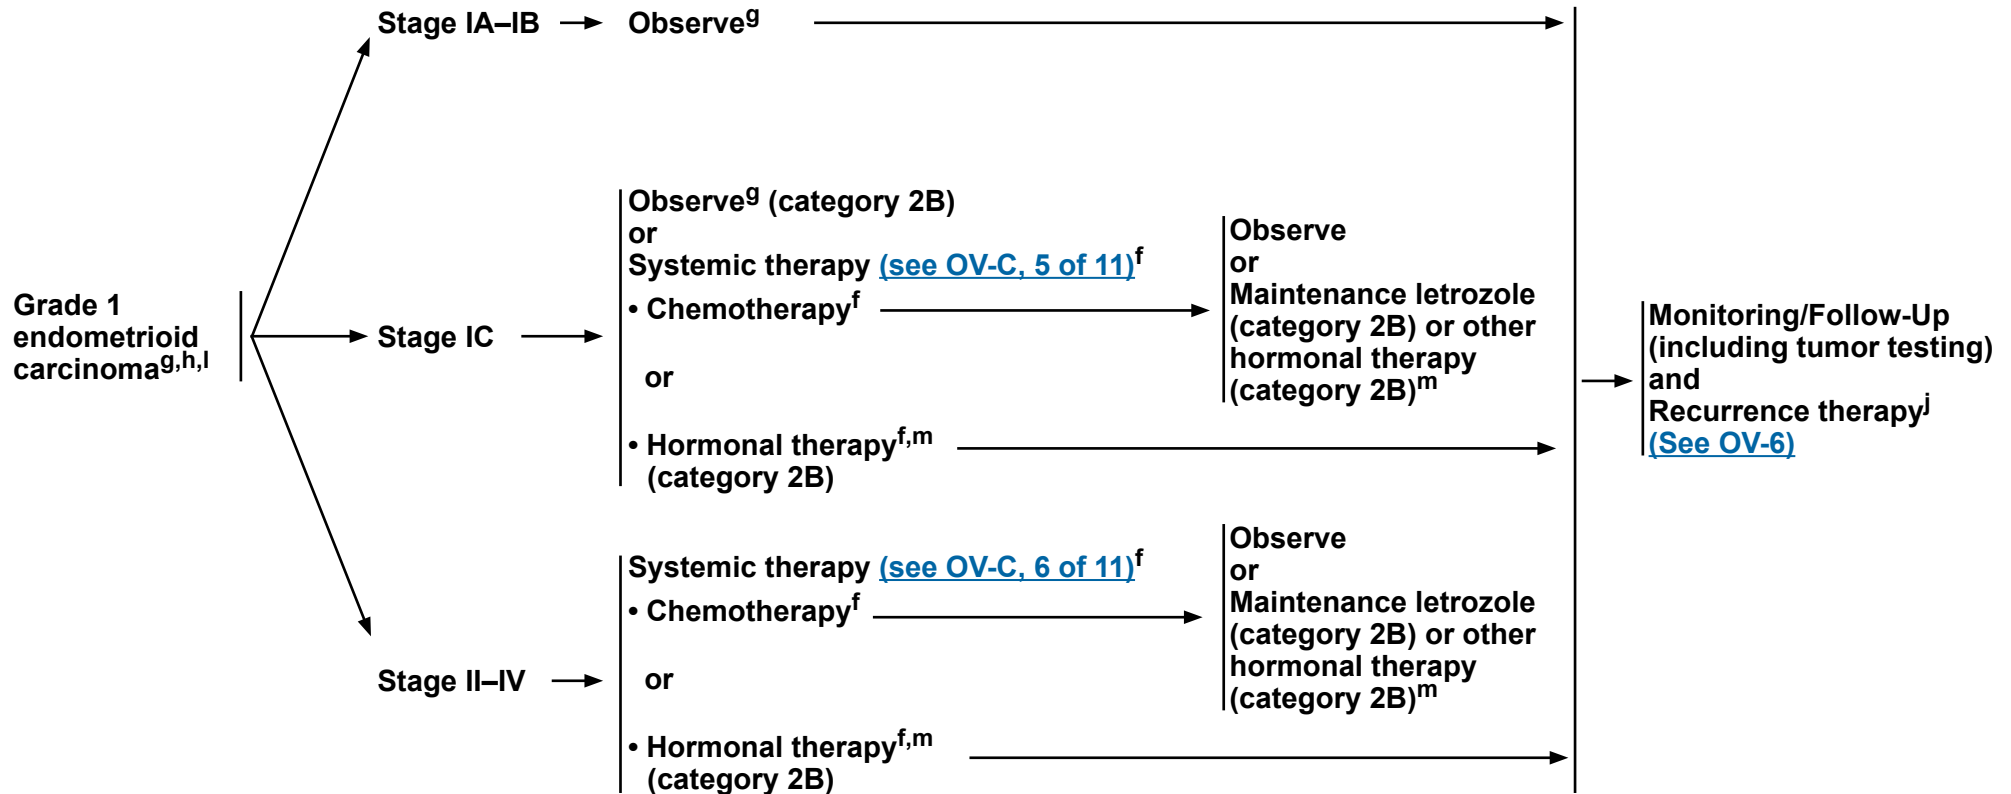 Stage IA–IB
Observeg
Grade 1
endometrioid
carcinomag,h,l
Stage IC
Observeg (category 2B)
or
Systemic therapy (see OV-C, 5 of 11)f
• Chemotherapyf
or
• Hormonal therapyf,m
(category 2B)
Observe
or
Maintenance letrozole
(category 2B) or other
hormonal therapy
(category 2B)m
Stage II–IV
Systemic therapy (see OV-C, 6 of 11)f
• Chemotherapyf
or
• Hormonal therapyf,m
(category 2B)
Observe
or
Maintenance letrozole
(category 2B) or other
hormonal therapy
(category 2B)m
Monitoring/Follow-Up
(including tumor testing)
and
Recurrence therapyj
(See OV-6)